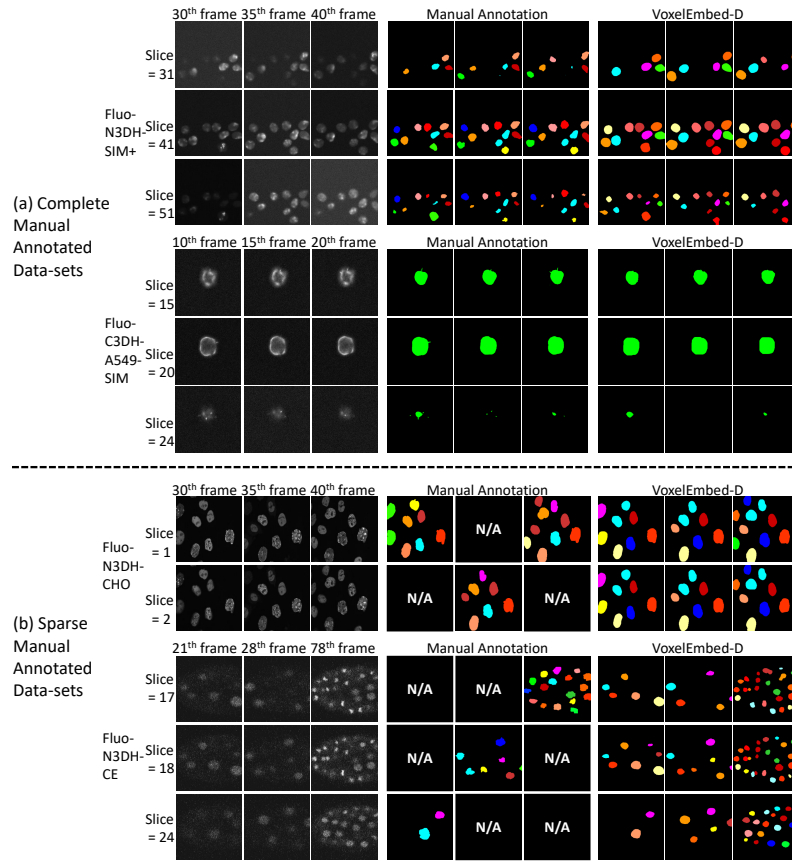 30th frame 35th frame 40th frame Manual Annotation VoxelEmbed-D
Slice
= 31
Fluo-
N3DH-
SIM+
Slice
= 41
Slice
= 51
(a) Complete
Manual
Annotated
Data-sets
10th frame 15th frame 20th frame Manual Annotation VoxelEmbed-D
Slice
= 15
Fluo-
C3DH-
A549-
SIM
Slice
= 20
Slice
= 24
30th frame 35th frame 40th frame Manual Annotation VoxelEmbed-D
Slice
= 1
N/A
Fluo-
N3DH-
CHO
Slice
= 2
N/A N/A
(b) Sparse
Manual
Annotated
Data-sets
21th frame 28th frame 78th frame Manual Annotation VoxelEmbed-D
Slice
= 17
N/A N/A
Fluo-
N3DH-
CE
Slice
= 18
N/A N/A
Slice
= 24
N/A N/A